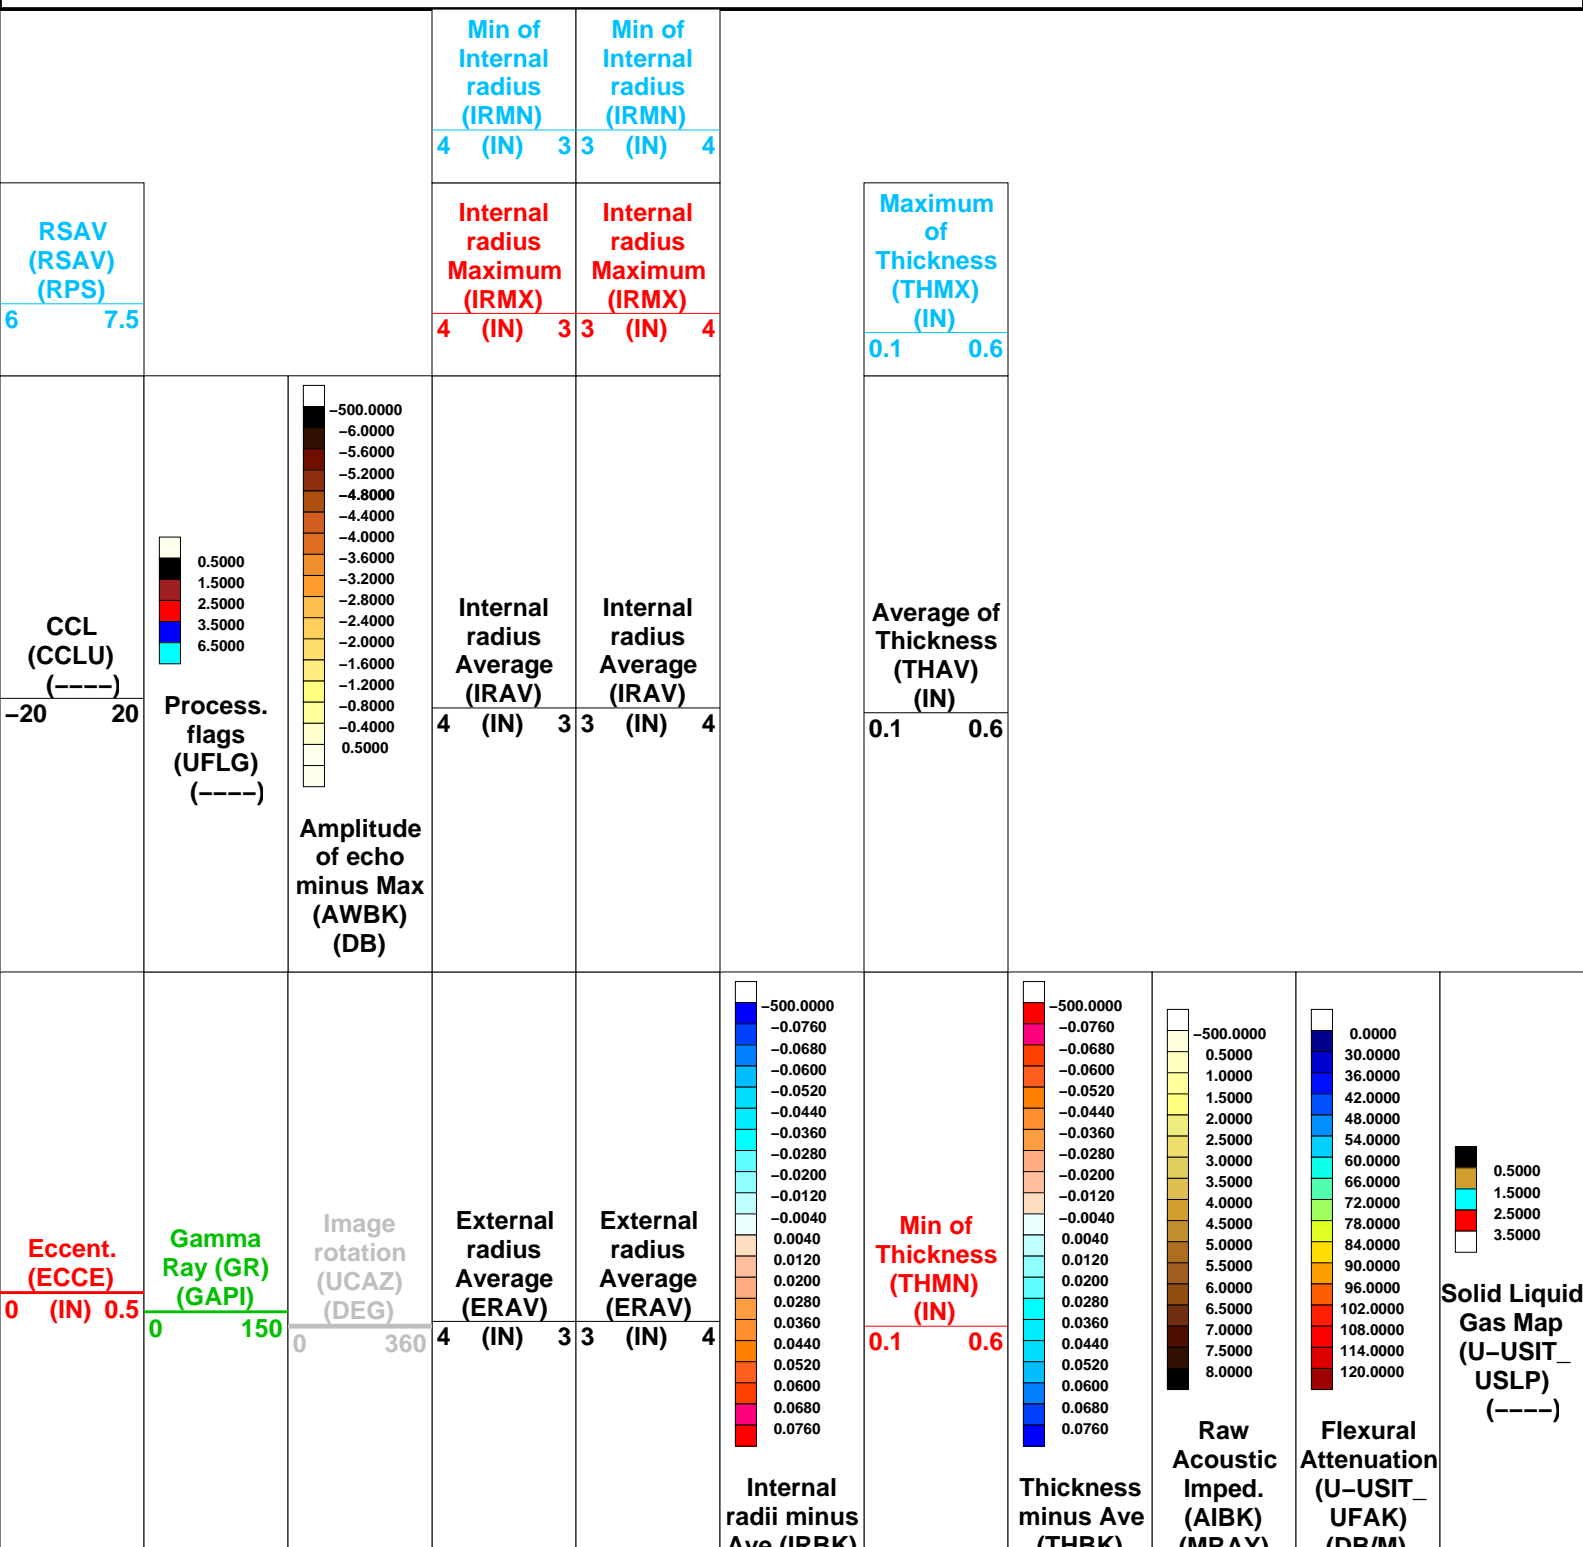 Min of
Internal
radius
(IRMN)
4 (IN) 3
Min of
Internal
radius
(IRMN)
3 (IN) 4
RSAV
(RSAV)
(RPS)
6 7.5
Internal
radius
Maximum
(IRMX)
4 (IN) 3
Internal
radius
Maximum
(IRMX)
3 (IN) 4
Maximum
of
Thickness
(THMX)
(IN)
0.1 0.6
CCL
(CCLU)
(----)
-20 20
0.5000
1.5000
2.5000
3.5000
6.5000
Process.
flags
(UFLG)
(----)
-500.0000
-6.0000
-5.6000
-5.2000
-4.8000
-4.4000
-4.0000
-3.6000
-3.2000
-2.8000
-2.4000
-2.0000
-1.6000
-1.2000
-0.8000
-0.4000
0.5000
Amplitude
of echo
minus Max
(AWBK)
(DB)
Internal
radius
Average
(IRAV)
4 (IN) 3
Internal
radius
Average
(IRAV)
3 (IN) 4
Average of
Thickness
(THAV)
(IN)
0.1 0.6
Eccent.
(ECCE)
0 (IN) 0.5
Gamma
Ray (GR)
(GAPI)
0 150
Image
rotation
(UCAZ)
(DEG)
0 360
External
radius
Average
(ERAV)
4 (IN) 3
External
radius
Average
(ERAV)
3 (IN) 4
-500.0000
-0.0760
-0.0680
-0.0600
-0.0520
-0.0440
-0.0360
-0.0280
-0.0200
-0.0120
-0.0040
0.0040
0.0120
0.0200
0.0280
0.0360
0.0440
0.0520
0.0600
0.0680
0.0760
Internal
radii minus
Ave (IRBK)
Min of
Thickness
(THMN)
(IN)
0.1 0.6
-500.0000
-0.0760
-0.0680
-0.0600
-0.0520
-0.0440
-0.0360
-0.0280
-0.0200
-0.0120
-0.0040
0.0040
0.0120
0.0200
0.0280
0.0360
0.0440
0.0520
0.0600
0.0680
0.0760
Thickness
minus Ave
(THBK)
-500.0000
0.5000
1.0000
1.5000
2.0000
2.5000
3.0000
3.5000
4.0000
4.5000
5.0000
5.5000
6.0000
6.5000
7.0000
7.5000
8.0000
Raw
Acoustic
Imped.
(AIBK)
(MRAY)
0.0000
30.0000
36.0000
42.0000
48.0000
54.0000
60.0000
66.0000
72.0000
78.0000
84.0000
90.0000
96.0000
102.0000
108.0000
114.0000
120.0000
Flexural
Attenuation
(U-USIT_
UFAK)
(DB/M)
0.5000
1.5000
2.5000
3.5000
Solid Liquid
Gas Map
(U-USIT_
USLP)
(----)